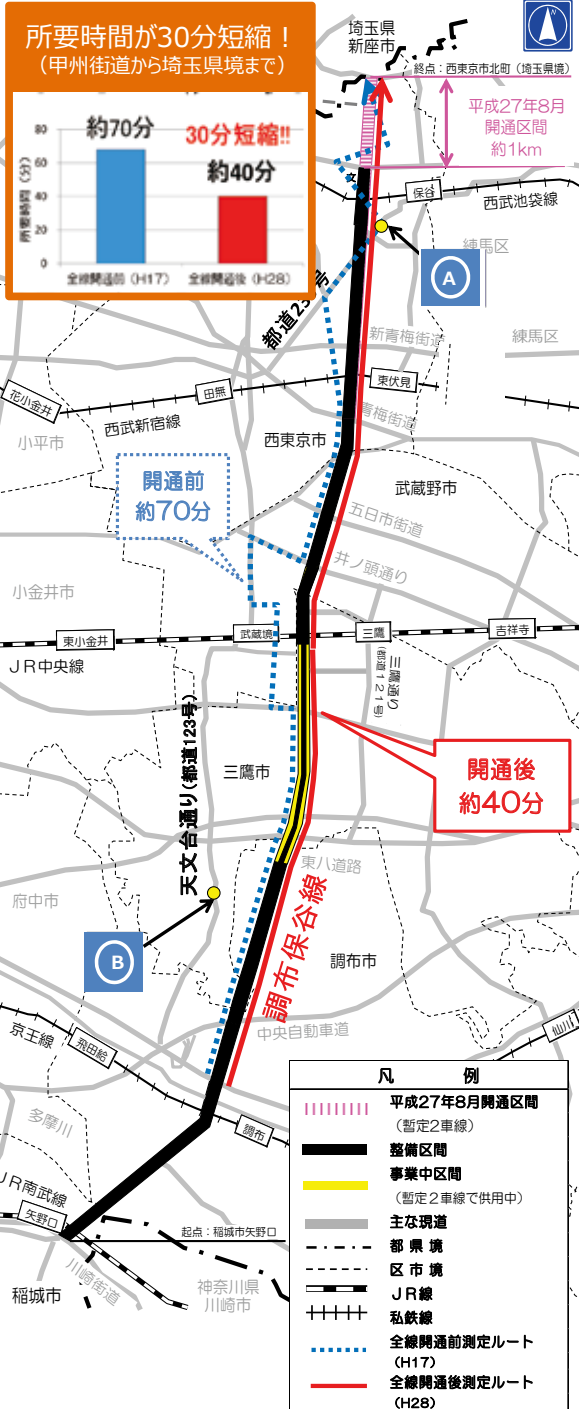 所要時間が30分短縮！
（甲州街道から埼玉県境まで）
80
60
40
20
0
所要時間（分）
約70分
30分短縮!!
約40分
全線開通前（H17）
全線開通後（H28）
N
埼玉県
新座市
終点：西東京市北町（埼玉県境）
平成27年8月
開通区間
約1km
保谷
西武池袋線
練馬区
A
新青梅街道
練馬区
東伏見
田無
花小金井
西武新宿線
青梅街道
小平市
西東京市
開通前
約70分
武蔵野市
五日市街道
井ノ頭通り
小金井市
東小金井
武蔵境
三鷹
吉祥寺
JR中央線
三鷹通り
(都道121号)
天文台通り(都道123号)
三鷹市
開通後
約40分
東八道路
府中市
調布保谷線
B
調布市
中央自動車道
京王線
飛田給
仙川
多摩川
調布
JR南武線
矢野口
起点：稲城市矢野口
稲城市
川崎街道
神奈川県
川崎市
凡　例
平成27年8月開通区間
（暫定2車線）
整備区間
事業中区間
（暫定2車線で供用中）
主な現道
都県境
区市境
JR線
私鉄線
全線開通前測定ルート
（H17）
全線開通後測定ルート
（H28）